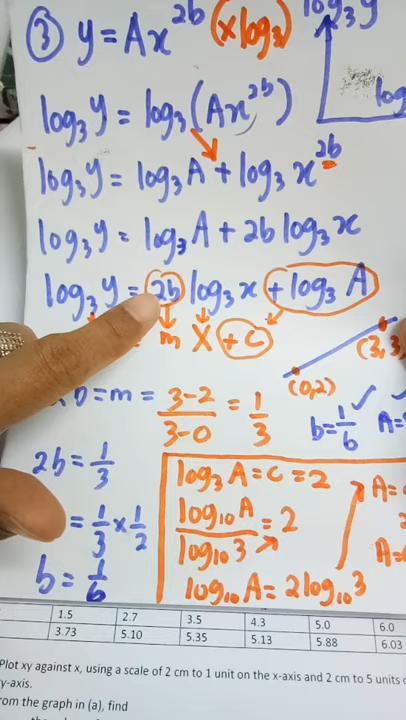 ③ y = Ax^2b (× log₃) log₃ y
log₃ y = log₃ (Ax^2b) log
log₃ y = log₃ A + log₃ x^2b
log₃ y = log₃ A + 2b log₃ x
log₃ y = 2b log₃ x + log₃ A
m X + C
(0,2) (3, 3
= m = 3-2/3-0 = 1/3
b = 1/6 ✓ A =
2b = 1/3
= 1/3 × 1/2
b = 1/6
log₃ A = C = 2
log₁₀ A / log₁₀ 3 = 2
log₁₀ A = 2 log₁₀ 3
A =
A =
1.5 2.7 3.5 4.3 5.0 6.0
3.73 5.10 5.35 5.13 5.88 6.03
Plot xy against x, using a scale of 2 cm to 1 unit on the x-axis and 2 cm to 5 units
y-axis.
rom the graph in (a), find